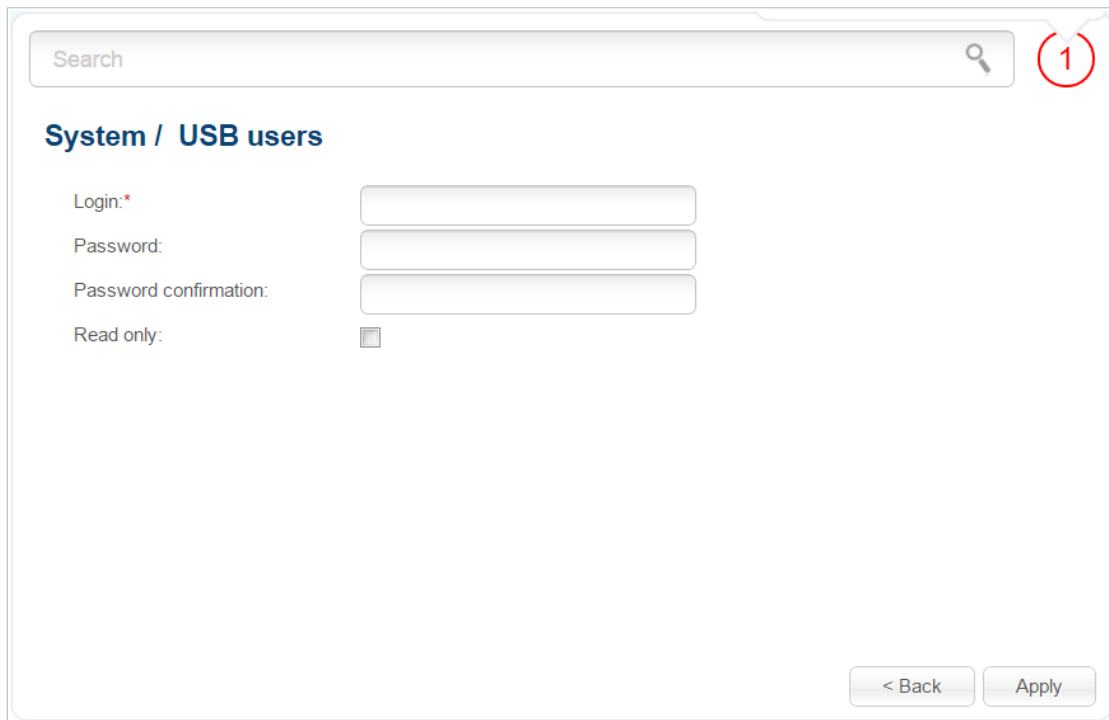 Search
1
System / USB users
Login:*
Password:
Password confirmation:
Read only:
< Back Apply